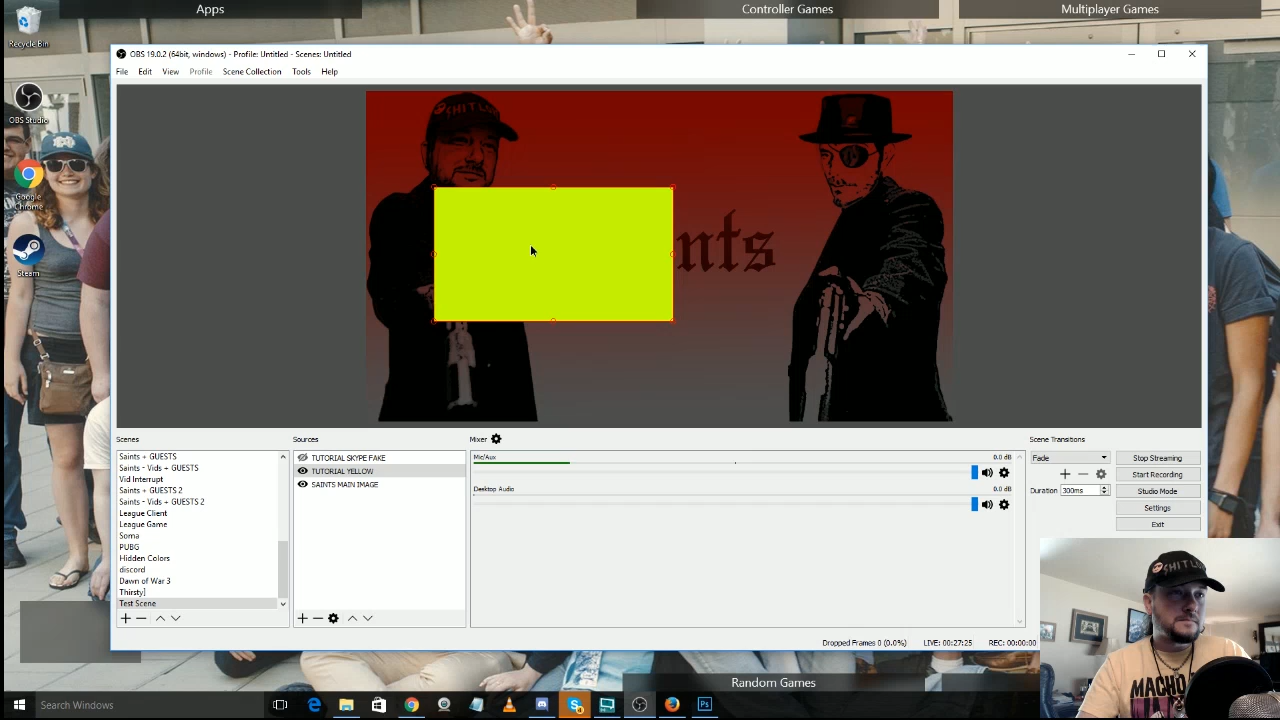 Apps
Controller Games
Multiplayer Games
Recycle Bin
OBS 19.0.2 (64bit, windows) - Profile: Untitled - Scenes: Untitled
File Edit View Profile Scene Collection Tools Help
OBS Studio
Google Chrome
Steam
SHIT
nts
Scenes
Sources
Mixer
Scene Transitions
Saints + GUESTS
Saints - Vids + GUESTS
Vid Interrupt
Saints + GUESTS 2
Saints - Vids + GUESTS 2
League Client
League Game
Soma
PUBG
Hidden Colors
discord
Dawn of War 3
Thirsty]
Test Scene
TUTORIAL SKYPE FAKE
TUTORIAL YELLOW
SAINTS MAIN IMAGE
Mic/Aux 0.0 dB
Desktop Audio 0.0 dB
Fade
Duration 300ms
Stop Streaming
Start Recording
Studio Mode
Settings
Exit
Dropped Frames 0 (0.0%) LIVE: 00:27:25 REC: 00:00:00
Random Games
Search Windows